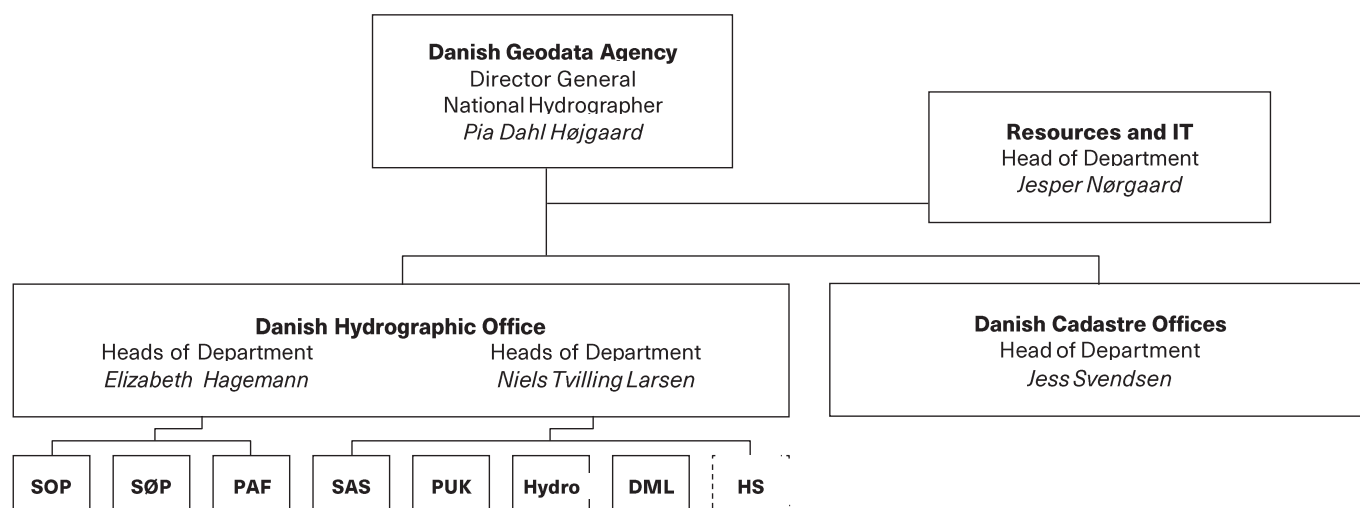 Danish Geodata Agency
Director General
National Hydrographer
Pia Dahl Højgaard
Resources and IT
Head of Department
Jesper Nørgaard
Danish Hydrographic Office
Heads of Department
Elizabeth Hagemann
Heads of Department
Niels Tvilling Larsen
Danish Cadastre Offices
Head of Department
Jess Svendsen
SOP
SØP
PAF
SAS
PUK
Hydro
DML
HS